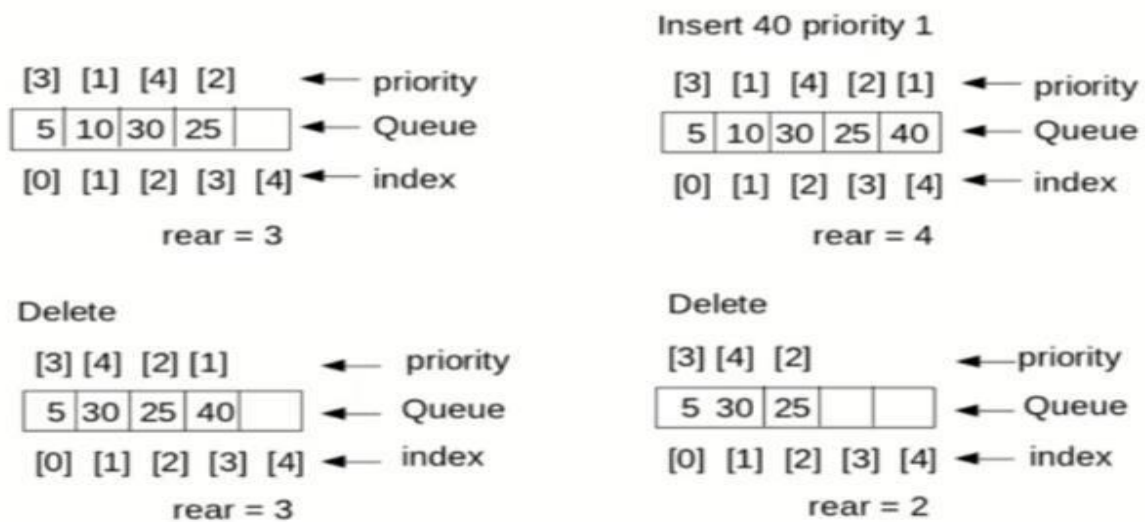 [3] [1] [4] [2] priority
5 10 30 25 Queue
[0] [1] [2] [3] [4] index
rear = 3
Insert 40 priority 1
[3] [1] [4] [2] [1] priority
5 10 30 25 40 Queue
[0] [1] [2] [3] [4] index
rear = 4
Delete
[3] [4] [2] [1] priority
5 30 25 40 Queue
[0] [1] [2] [3] [4] index
rear = 3
Delete
[3] [4] [2] priority
5 30 25 Queue
[0] [1] [2] [3] [4] index
rear = 2